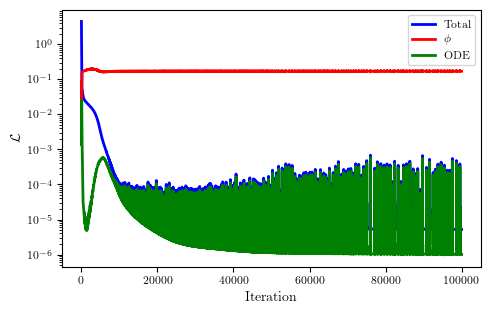 Total
ϕ
ODE
10⁰
10⁻¹
10⁻²
10⁻³
10⁻⁴
10⁻⁵
10⁻⁶
ℒ
0 20000 40000 60000 80000 100000
Iteration